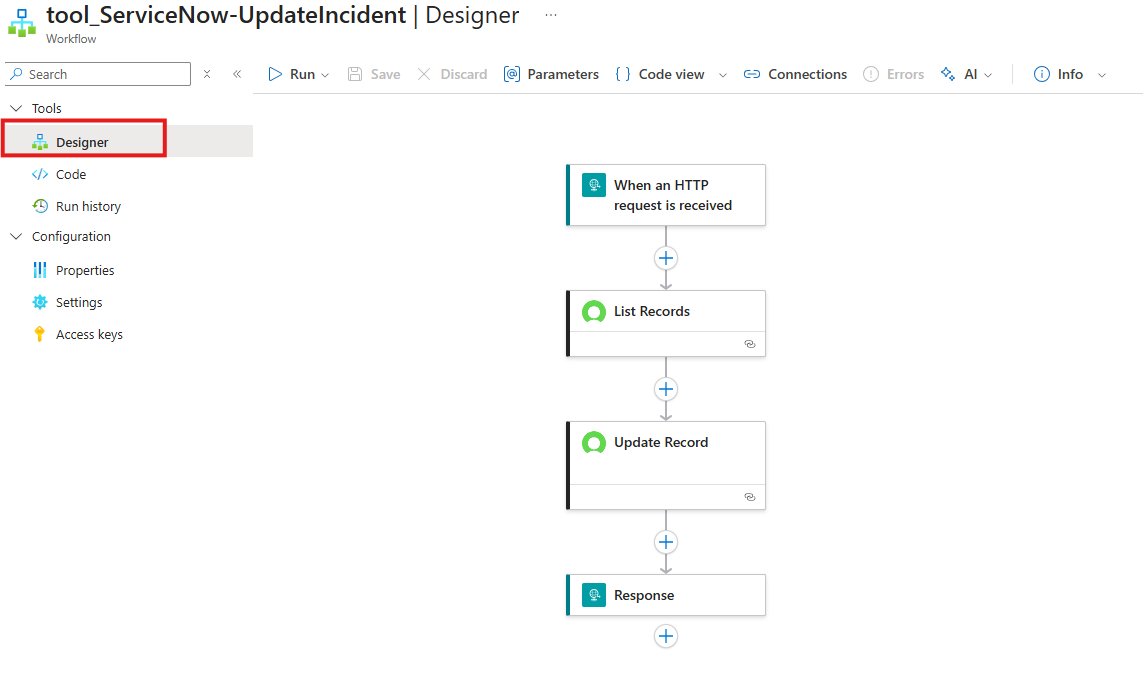 tool_ServiceNow-UpdateIncident | Designer ...
Workflow
Search
Run
Save
Discard
Parameters
Code view
Connections
Errors
AI
Info
Tools
Designer
Code
Run history
Configuration
Properties
Settings
Access keys
When an HTTP
request is received
List Records
Update Record
Response